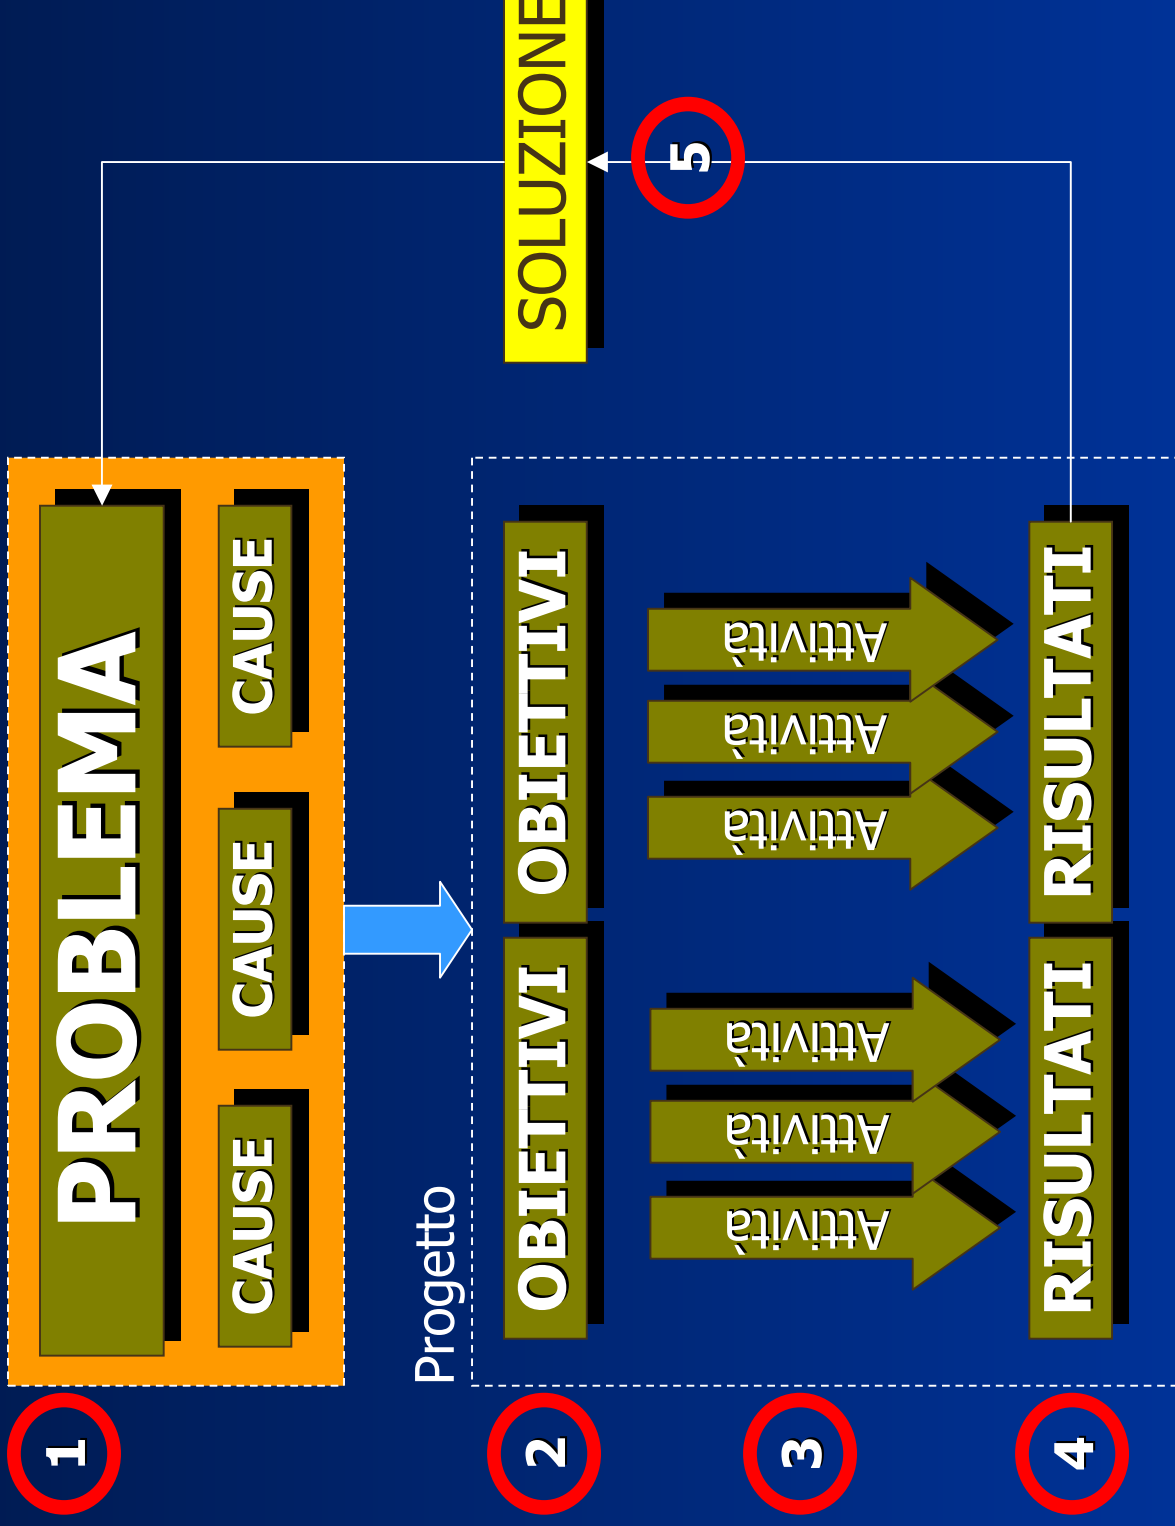 1
PROBLEMA
CAUSE
CAUSE
CAUSE
Progetto
2
OBIETTIVI
OBIETTIVI
SOLUZIONE
3
Attività
Attività
Attività
Attività
Attività
Attività
5
4
RISULTATI
RISULTATI